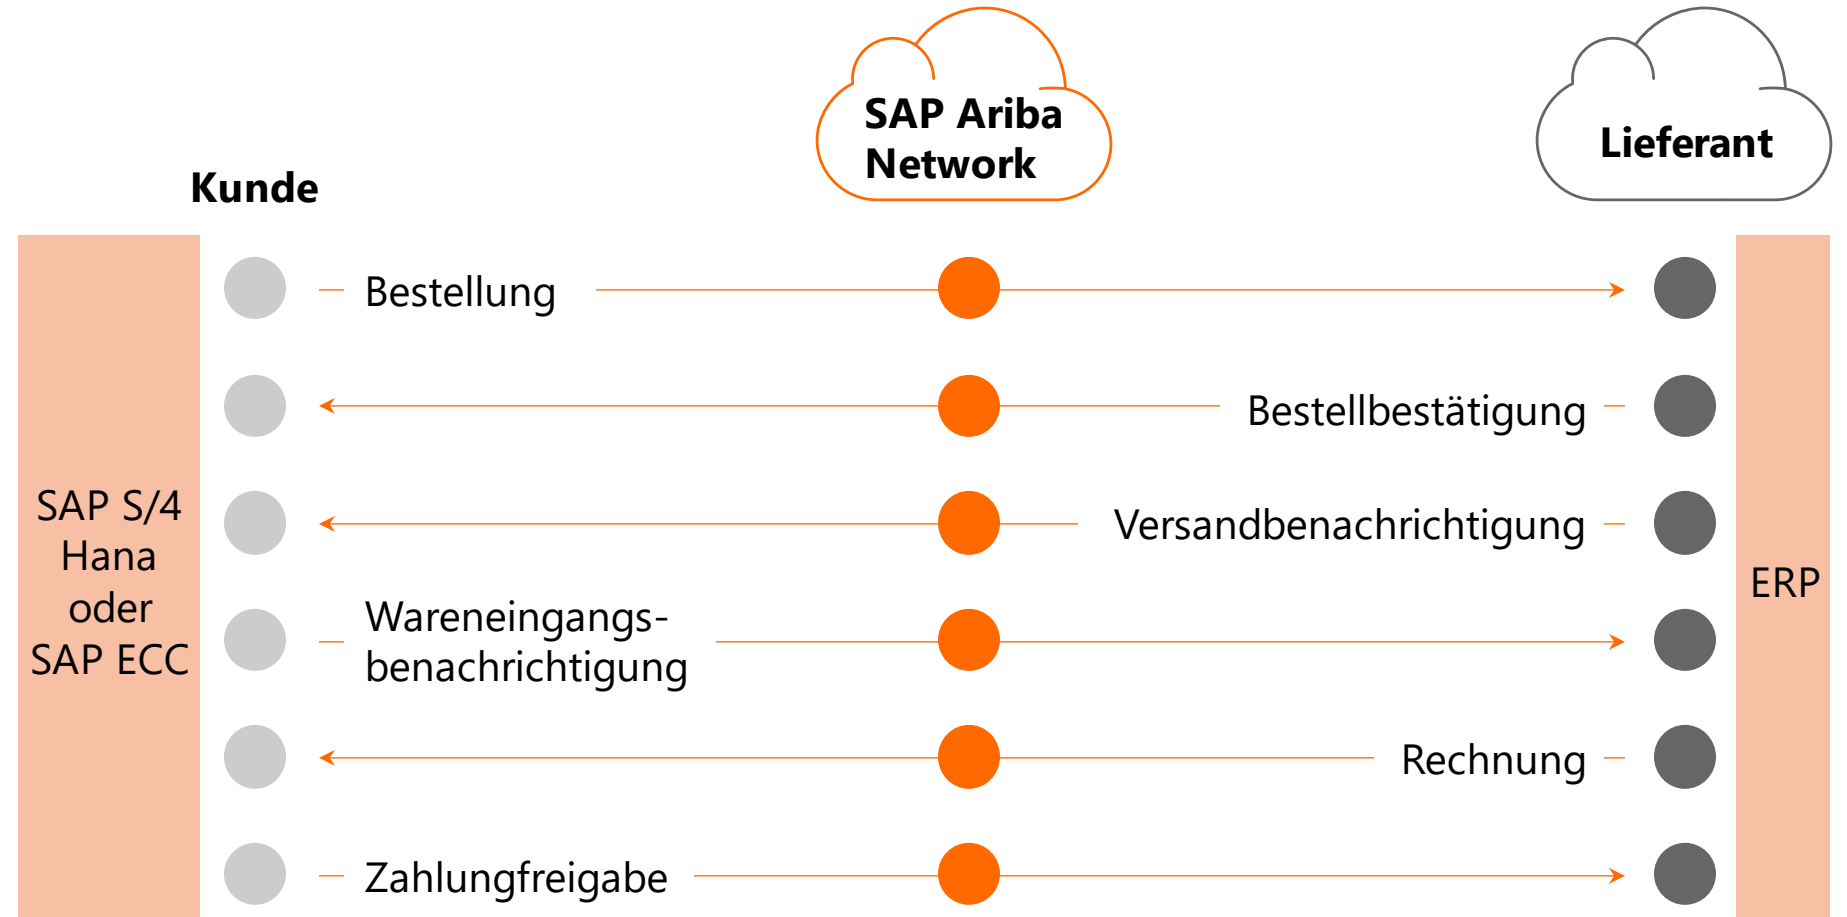 SAP Ariba
Network
Lieferant
Kunde
Bestellung
Bestellbestätigung
Versandbenachrichtigung
Wareneingangs-
benachrichtigung
Rechnung
Zahlungfreigabe
SAP S/4
Hana
oder
SAP ECC
ERP